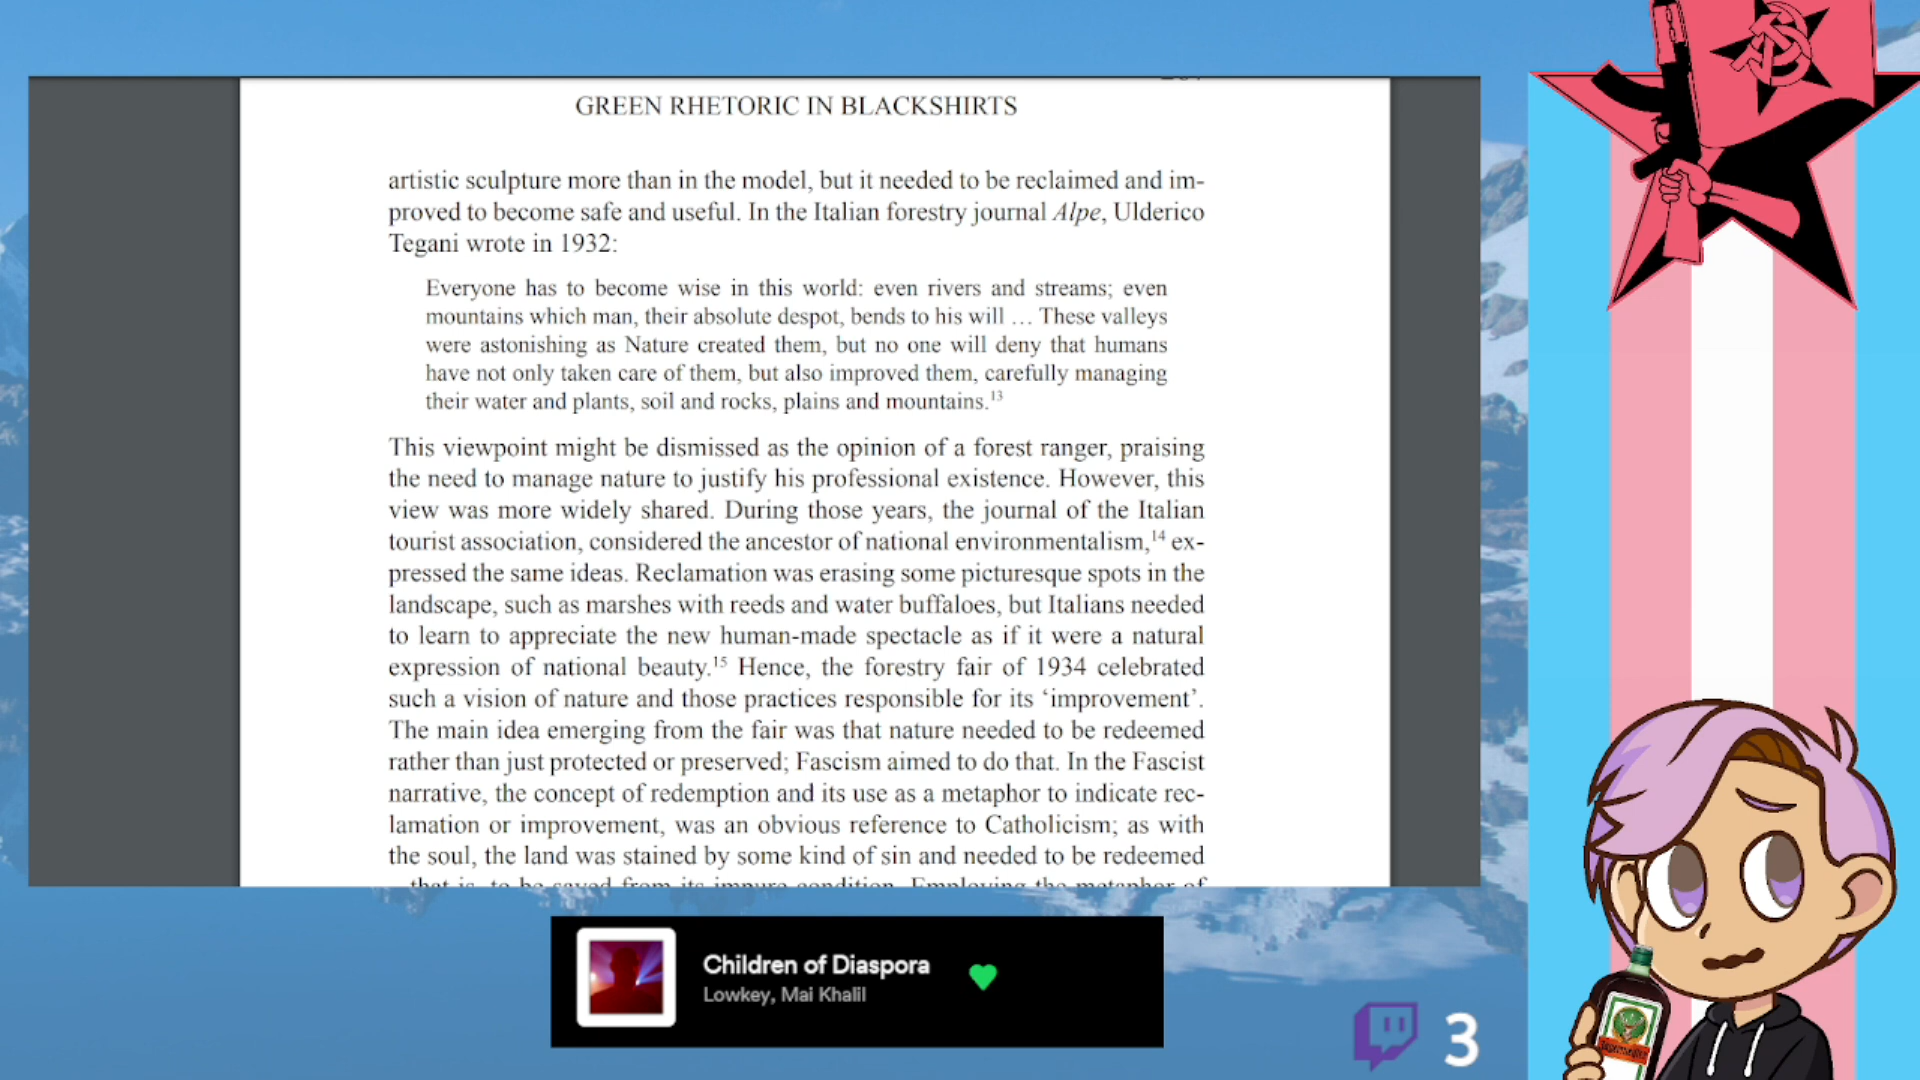 GREEN RHETORIC IN BLACKSHIRTS
artistic sculpture more than in the model, but it needed to be reclaimed and im-
proved to become safe and useful. In the Italian forestry journal Alpe, Ulderico
Tegani wrote in 1932:
Everyone has to become wise in this world: even rivers and streams; even
mountains which man, their absolute despot, bends to his will … These valleys
were astonishing as Nature created them, but no one will deny that humans
have not only taken care of them, but also improved them, carefully managing
their water and plants, soil and rocks, plains and mountains.13
This viewpoint might be dismissed as the opinion of a forest ranger, praising
the need to manage nature to justify his professional existence. However, this
view was more widely shared. During those years, the journal of the Italian
tourist association, considered the ancestor of national environmentalism,14 ex-
pressed the same ideas. Reclamation was erasing some picturesque spots in the
landscape, such as marshes with reeds and water buffaloes, but Italians needed
to learn to appreciate the new human-made spectacle as if it were a natural
expression of national beauty.15 Hence, the forestry fair of 1934 celebrated
such a vision of nature and those practices responsible for its ‘improvement’.
The main idea emerging from the fair was that nature needed to be redeemed
rather than just protected or preserved; Fascism aimed to do that. In the Fascist
narrative, the concept of redemption and its use as a metaphor to indicate rec-
lamation or improvement, was an obvious reference to Catholicism; as with
the soul, the land was stained by some kind of sin and needed to be redeemed
that is, to be saved from its impure condition. Employing the metaphor of
Children of Diaspora
Lowkey, Mai Khalil
3